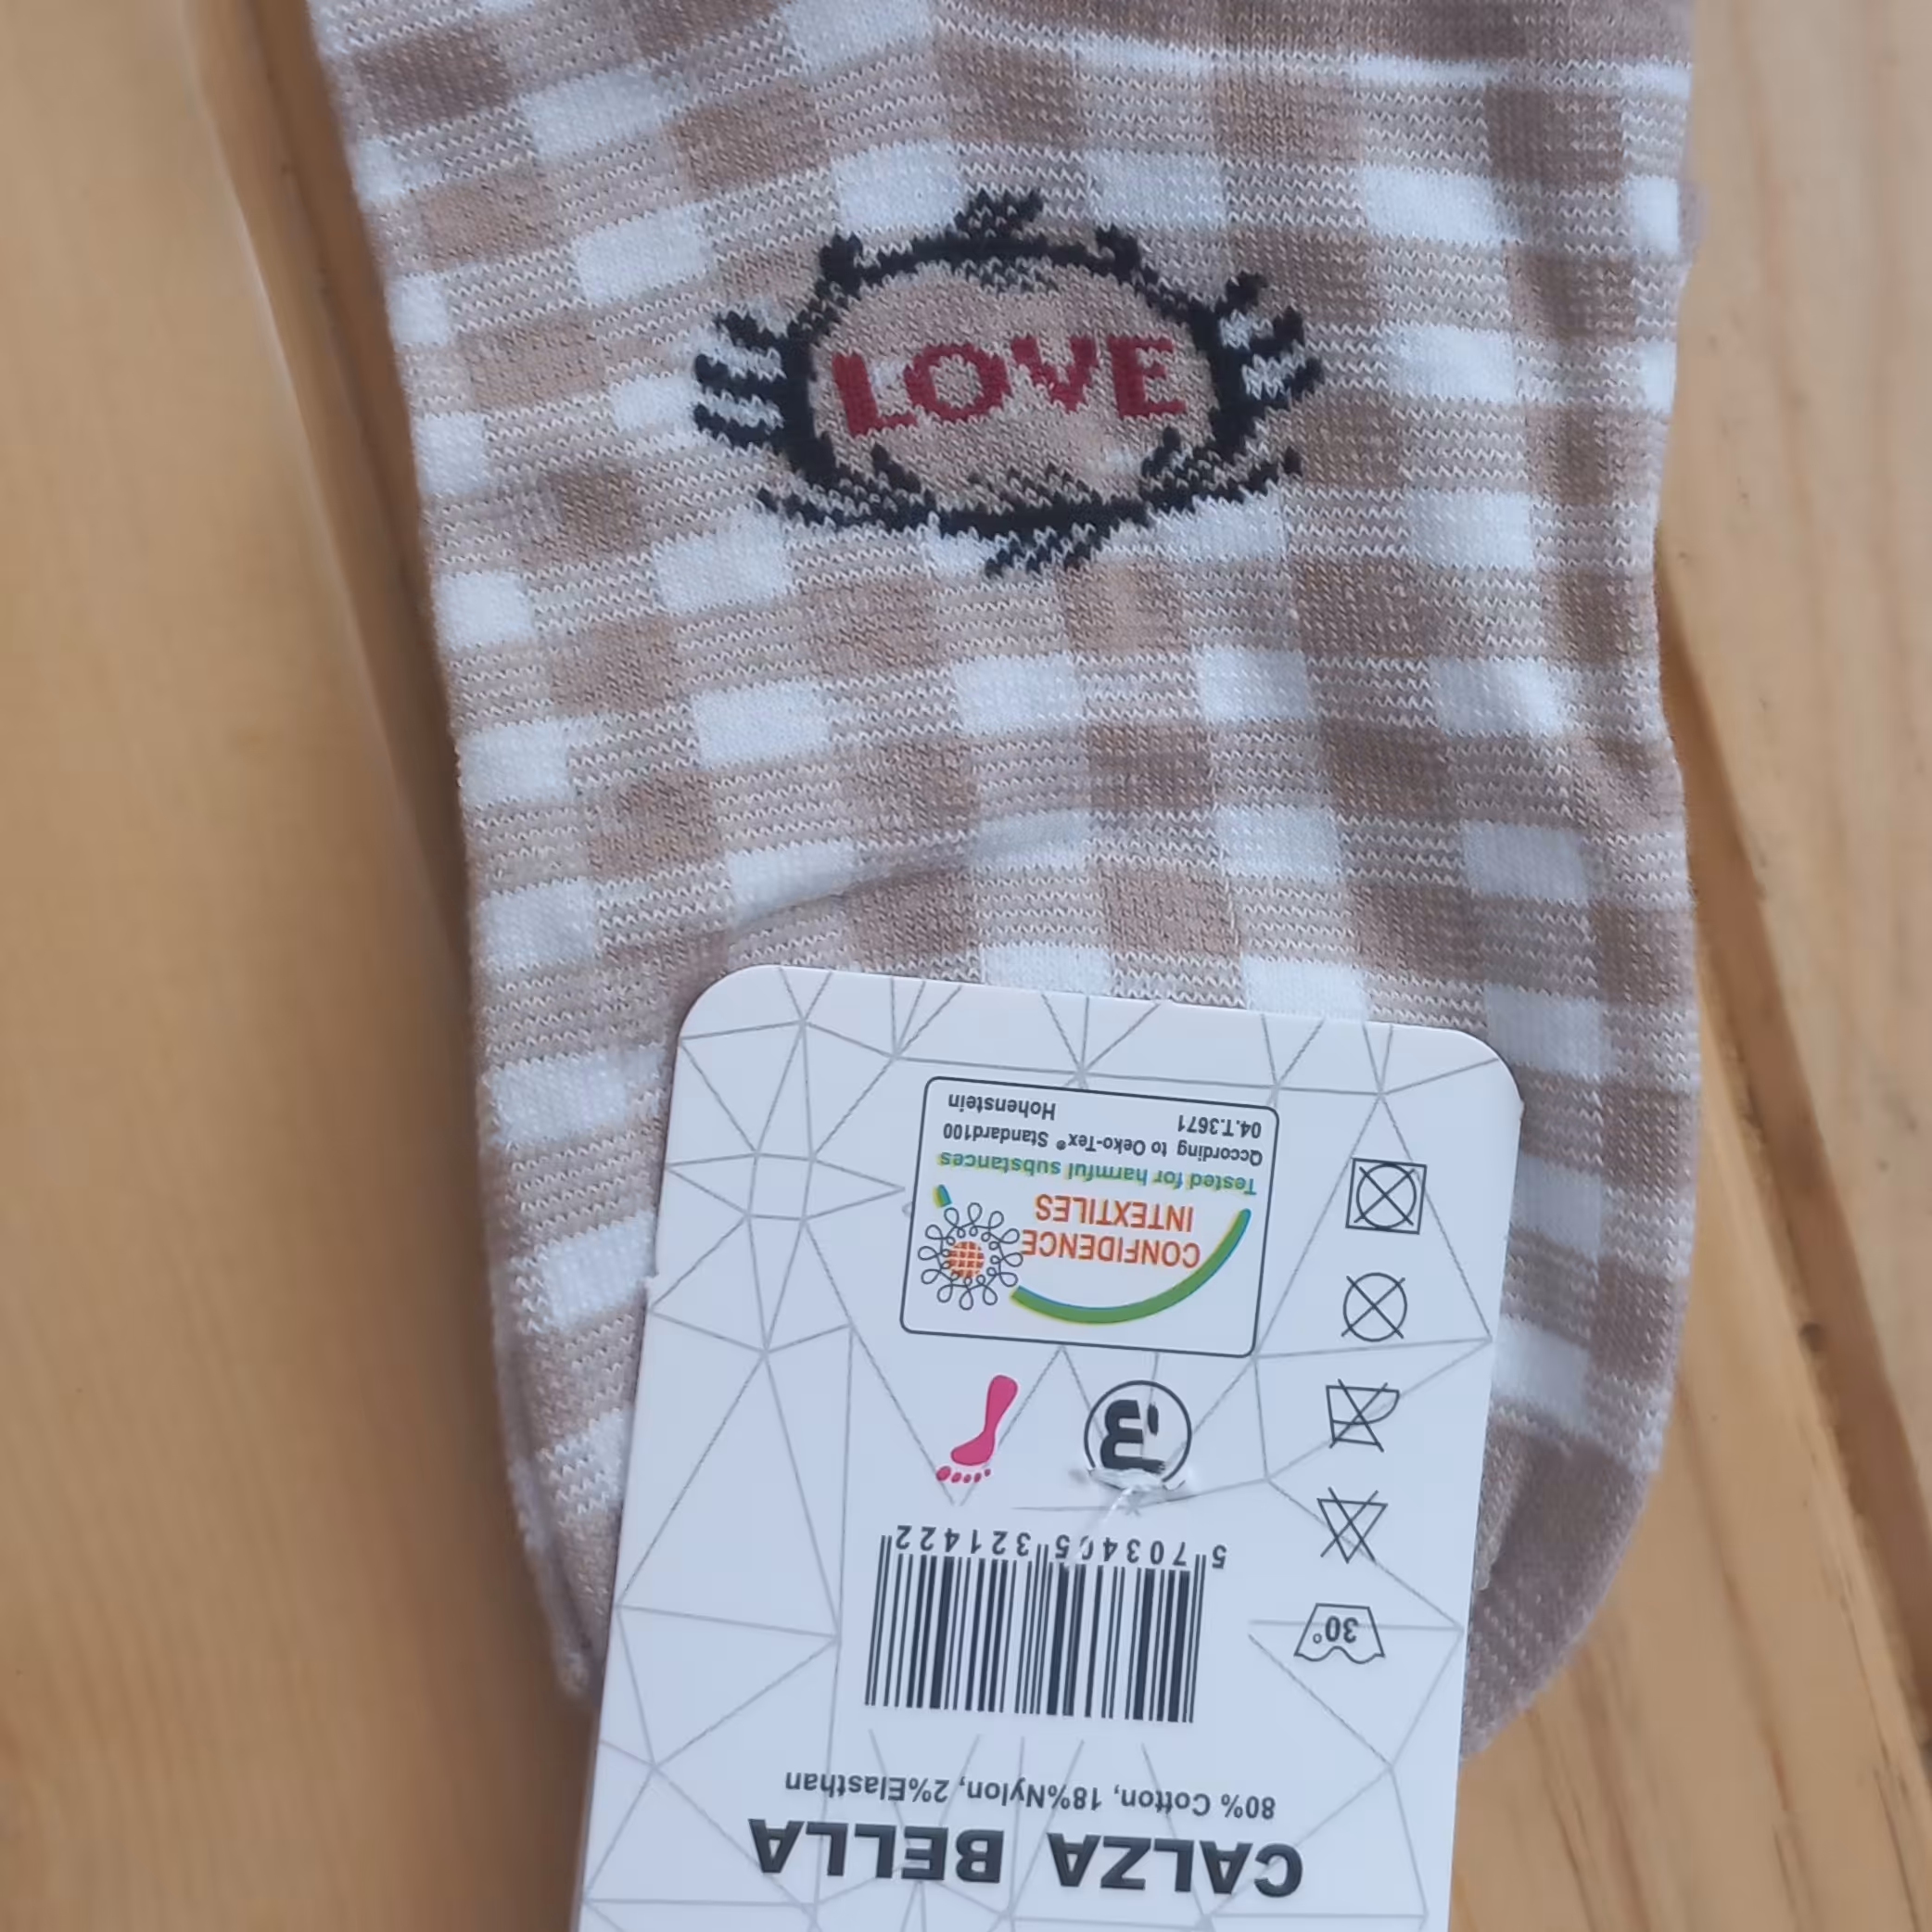 LOVE
CALZA BELLA
80% Cotton, 18%Nylon, 2%Elasthan
5 703405 321422
30°
CONFIDENCE
INTEXTILES
Tested for harmful substances
Qccording to Oeko-Tex® Standard100
04.T.3671 Hohenstein